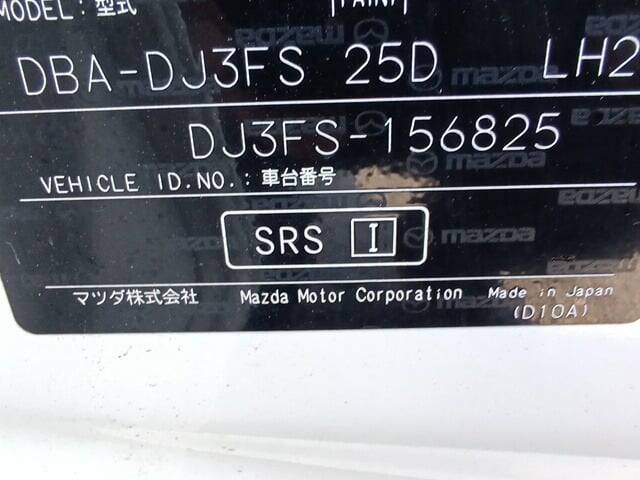 MODEL: 型式
DBA-DJ3FS 25D LH2
DJ3FS-156825
VEHICLE ID.NO.: 車台番号
SRS I
マツダ株式会社 Mazda Motor Corporation Made in Japan
(D10A)